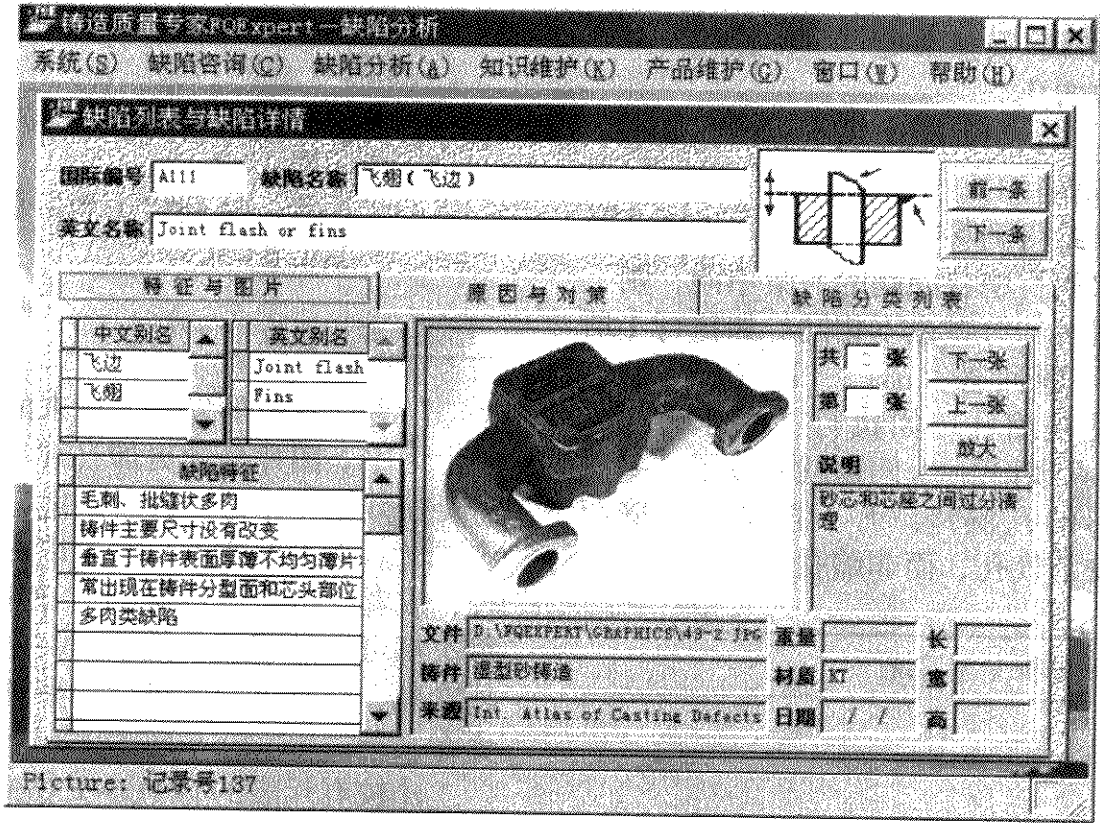 铸造质量专家FQExpert—缺陷分析
系统(S) 缺陷咨询(C) 缺陷分析(A) 知识维护(K) 产品维护(G) 窗口(W) 帮助(H)
缺陷列表与缺陷详情
国际编号 A111 缺陷名称 飞翅(飞边)
前一条
英文名称 Joint flash or fins
下一条
特征与图片 原因与对策 缺陷分类列表
中文别名 英文别名
飞边 Joint flash
飞翅 Fins
共 张 下一张
第 张 上一张
放大
说明
砂芯和芯座之间过分清理
缺陷特征
毛刺、批缝状多肉
铸件主要尺寸没有改变
垂直于铸件表面厚薄不均匀薄片
常出现在铸件分型面和芯头部位
多肉类缺陷
文件 D:\FQEXPERT\GRAPHICS\49-2 JPG 重量 长
铸件 湿型砂铸造 材质 KT 宽
来源 Int Atlas of Casting Defects 日期 / / 高
Picture: 记录号137